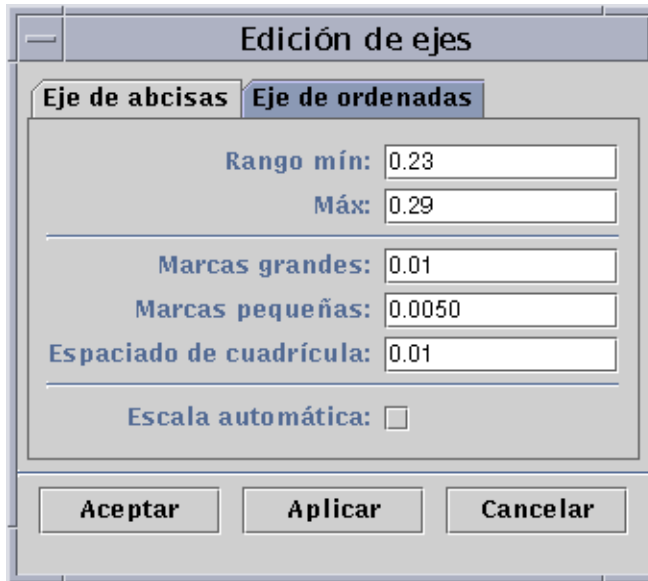 Edición de ejes
Eje de abcisas Eje de ordenadas
Rango mín: 0.23
Máx: 0.29
Marcas grandes: 0.01
Marcas pequeñas: 0.0050
Espaciado de cuadrícula: 0.01
Escala automática:
Aceptar Aplicar Cancelar